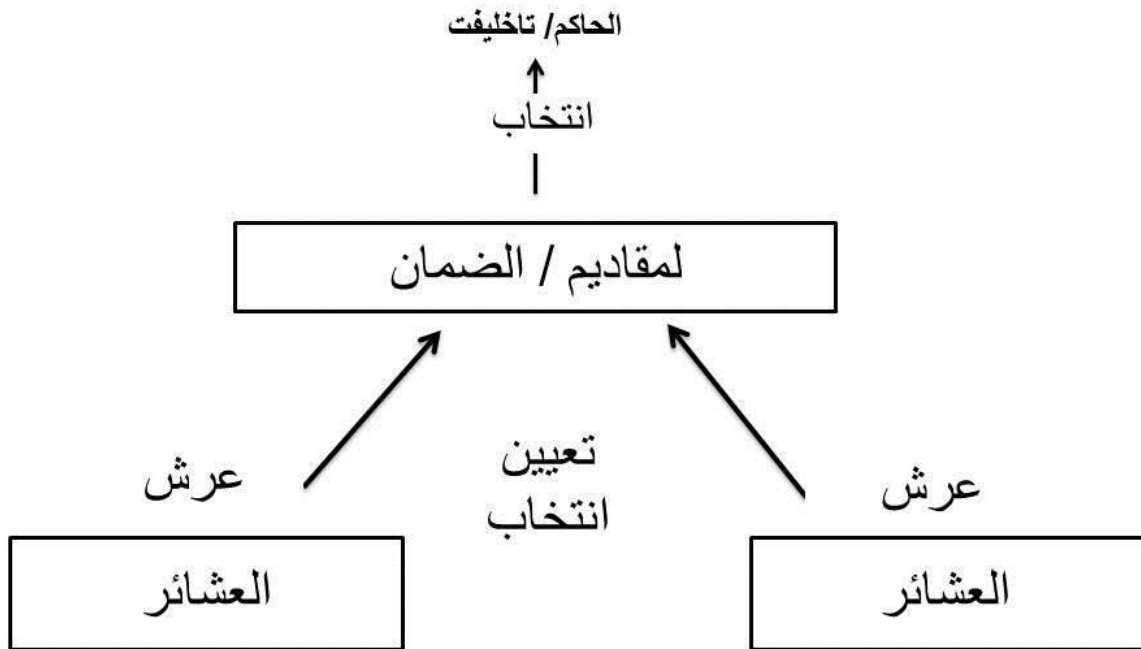 الحاكم/ تاخليفت
انتخاب
لمقاديم / الضمان
تعيين
انتخاب
عرش
عرش
العشائر
العشائر